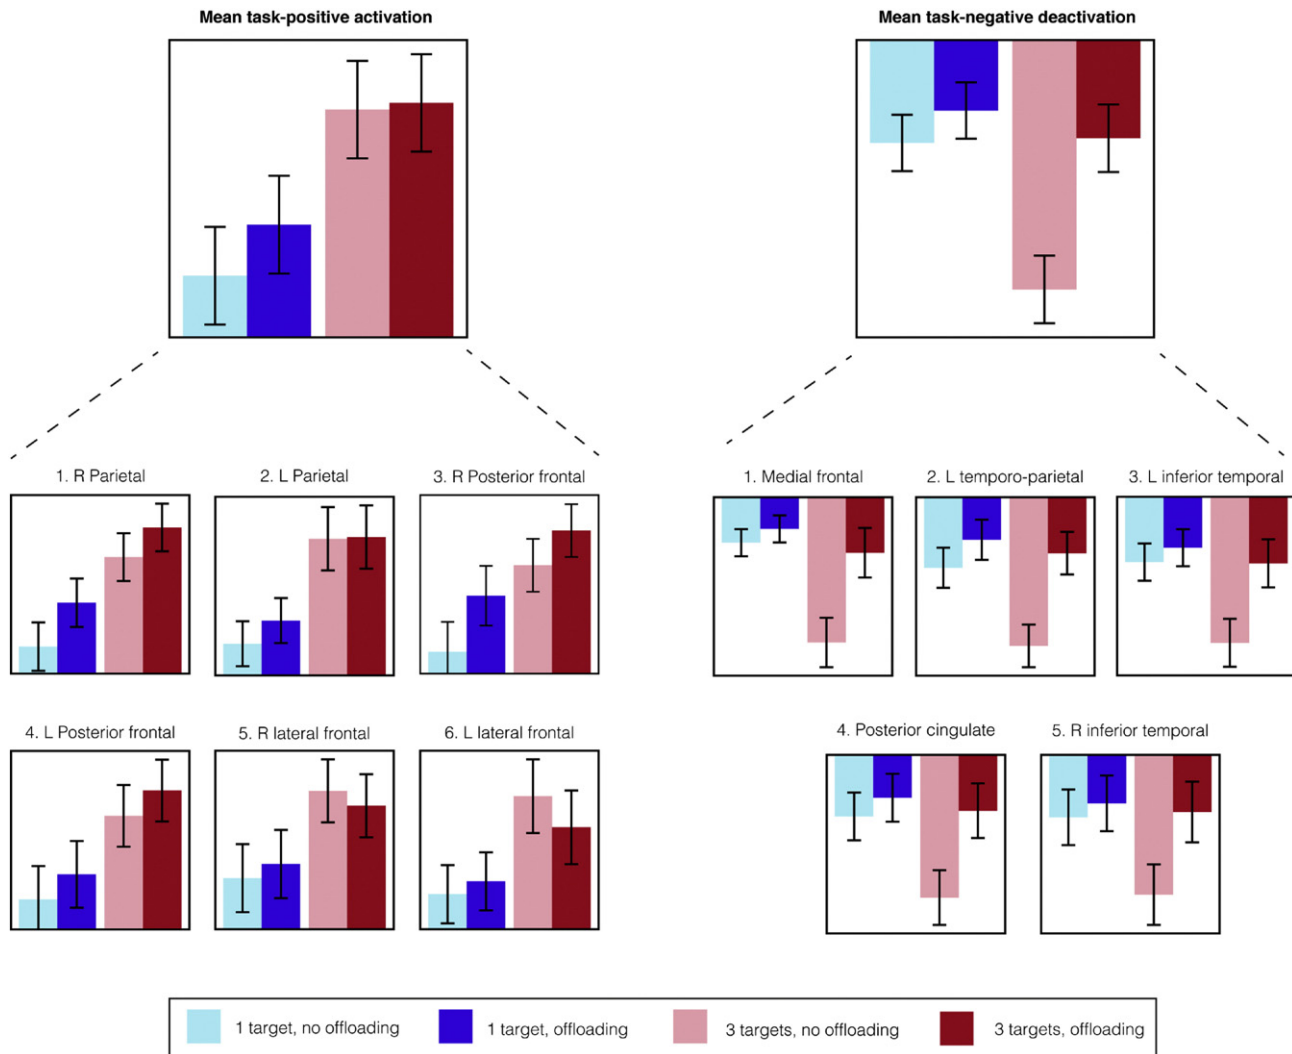 Mean task-positive activation
Mean task-negative deactivation
1. R Parietal
2. L Parietal
3. R Posterior frontal
1. Medial frontal
2. L temporo-parietal
3. L inferior temporal
4. L Posterior frontal
5. R lateral frontal
6. L lateral frontal
4. Posterior cingulate
5. R inferior temporal
1 target, no offloading
1 target, offloading
3 targets, no offloading
3 targets, offloading